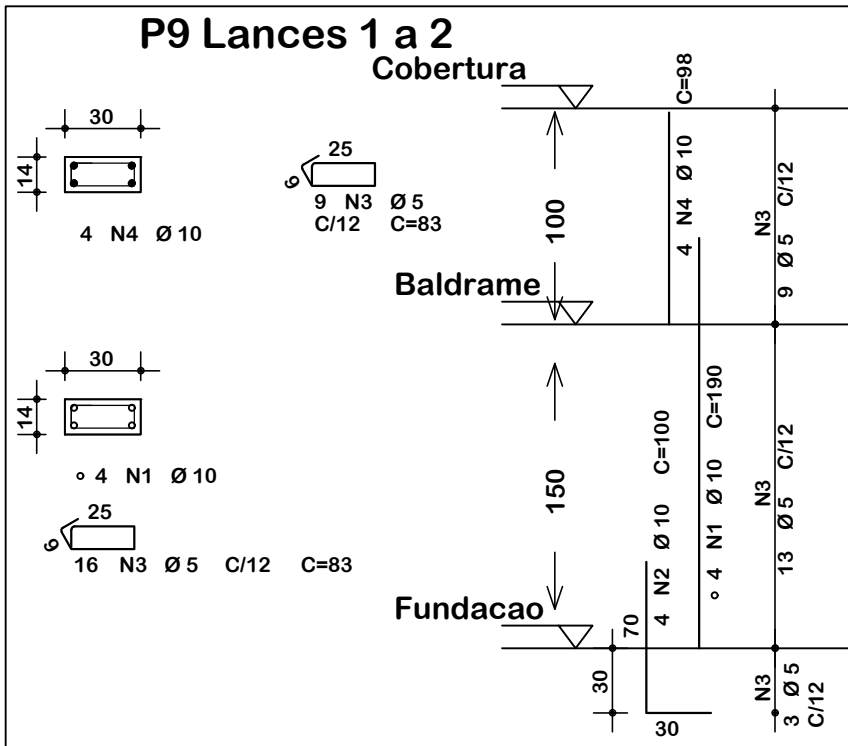 P9 Lances 1 a 2
Cobertura
30
14
4 N4 Ø 10
25
9
9 N3 Ø 5
C/12 C=83
100
4 N4 Ø 10 C=98
N3
9 Ø 5 C/12
Baldrame
30
14
4 N1 Ø 10
25
9
16 N3 Ø 5 C/12 C=83
150
4 N2 Ø 10 C=100
70
4 N1 Ø 10 C=190
N3
13 Ø 5 C/12
Fundacao
30
30
N3
3 Ø 5
C/12